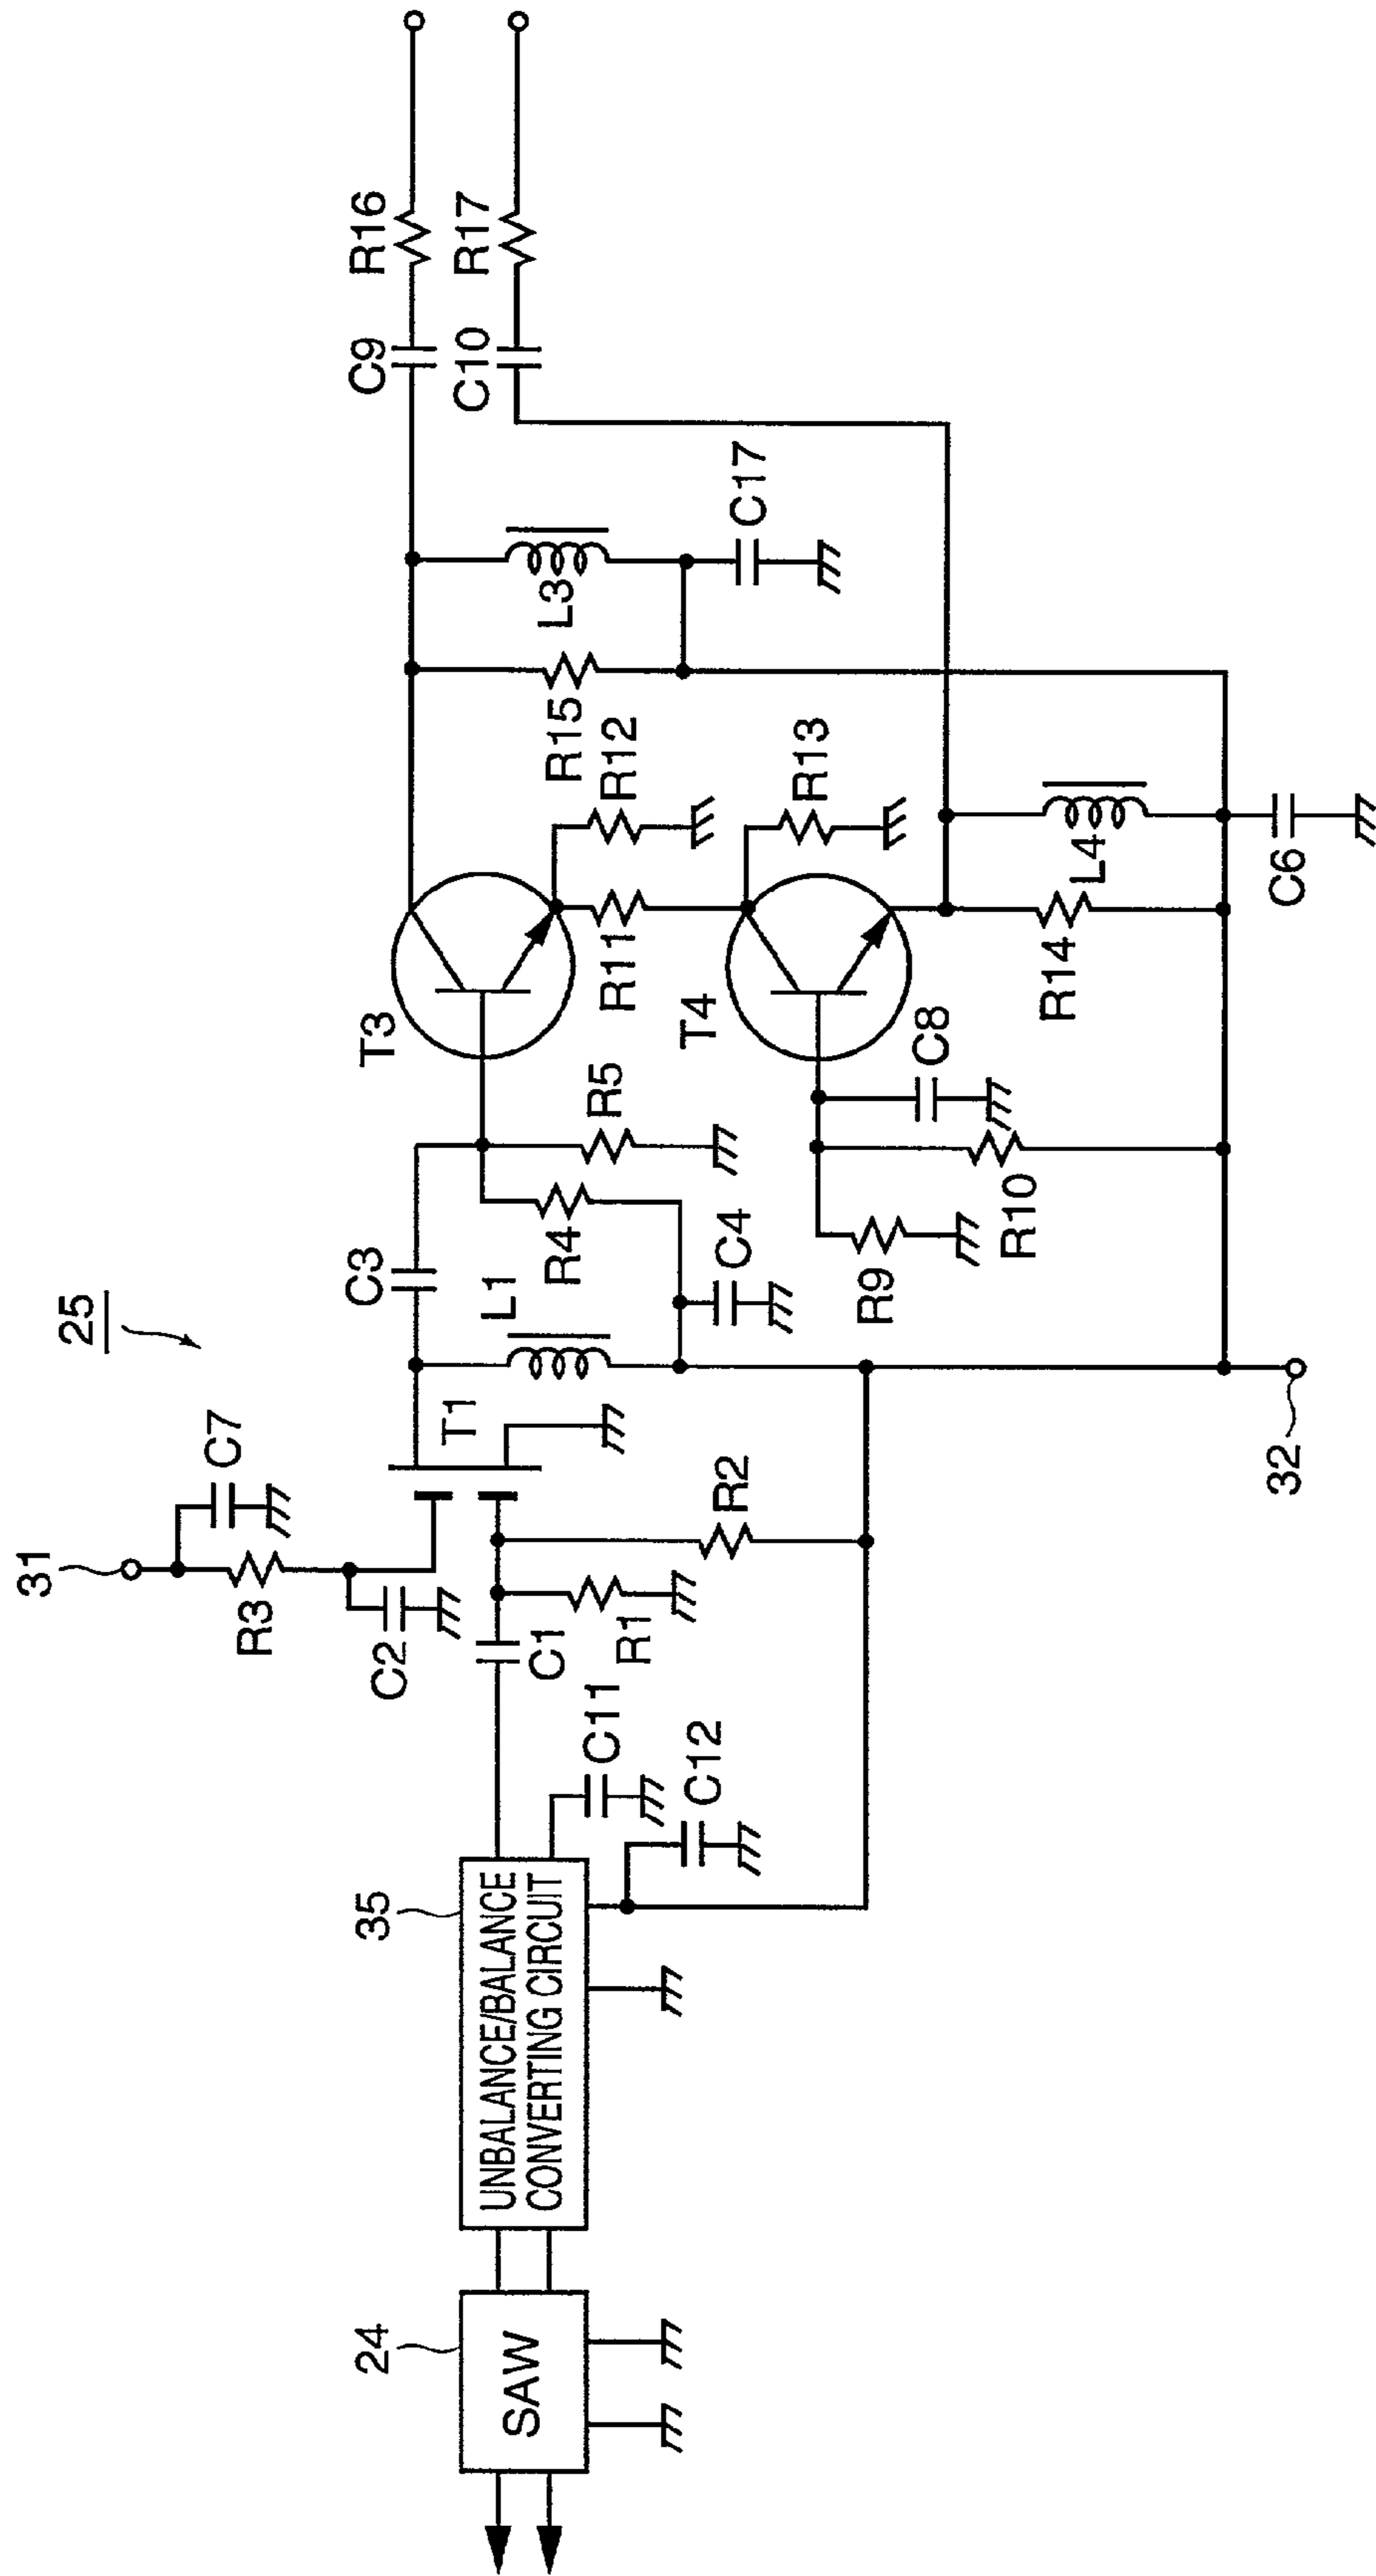 25
31
C7
R3
C2
T1
C1
R1
R2
L1
C3
R4
R5
C4
T3
T4
C8
R9
R10
R11
R12
R13
R14
L4
C6
R15
L3
C17
C9
R16
C10
R17
32
24
SAW
35
UNBALANCE/BALANCE
CONVERTING CIRCUIT
C11
C12